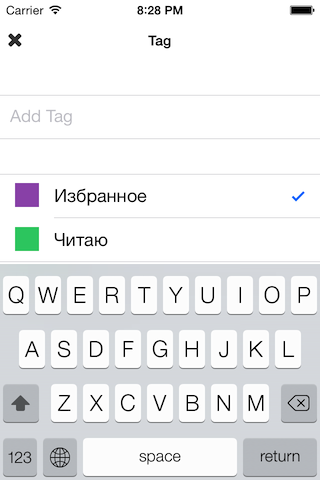 Carrier 8:28 PM
Tag
Add Tag
Избранное
Читаю
Q W E R T Y U I O P
A S D F G H J K L
Z X C V B N M
123 space return